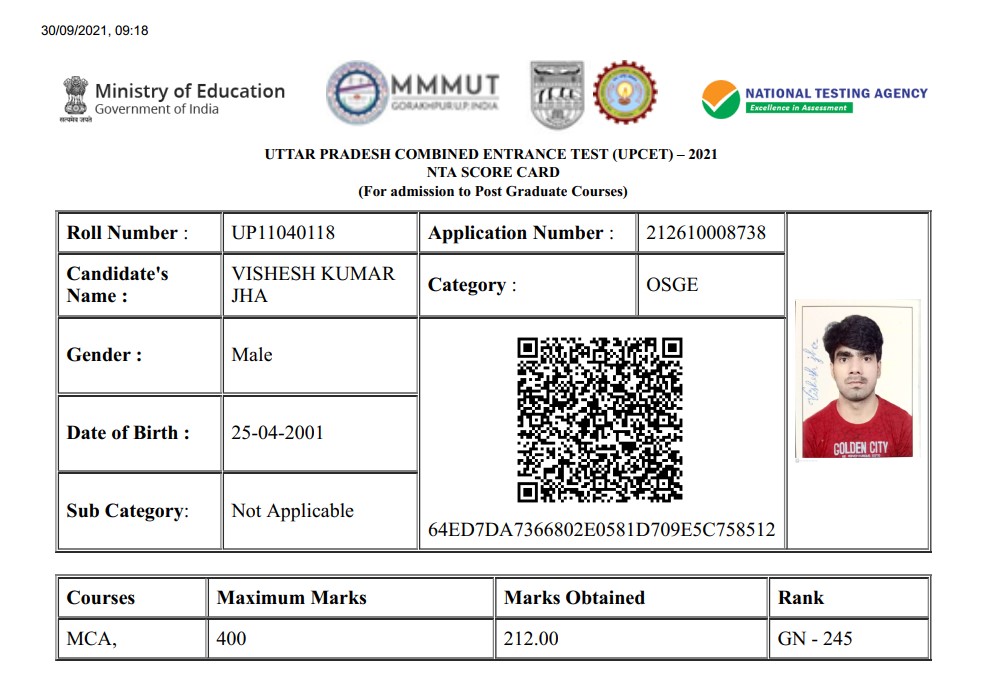 30/09/2021, 09:18
सत्यमेव जयते
Ministry of Education
Government of India
MMMUT
GORAKHPUR U.P. INDIA
NATIONAL TESTING AGENCY
Excellence in Assessment
UTTAR PRADESH COMBINED ENTRANCE TEST (UPCET) – 2021
NTA SCORE CARD
(For admission to Post Graduate Courses)
Roll Number : UP11040118 Application Number : 212610008738
Candidate's Name : VISHESH KUMAR JHA Category : OSGE
Gender : Male
Date of Birth : 25-04-2001
Sub Category: Not Applicable
64ED7DA7366802E0581D709E5C758512
Vishesh Jha
GOLDEN CITY
Courses Maximum Marks Marks Obtained Rank
MCA, 400 212.00 GN - 245